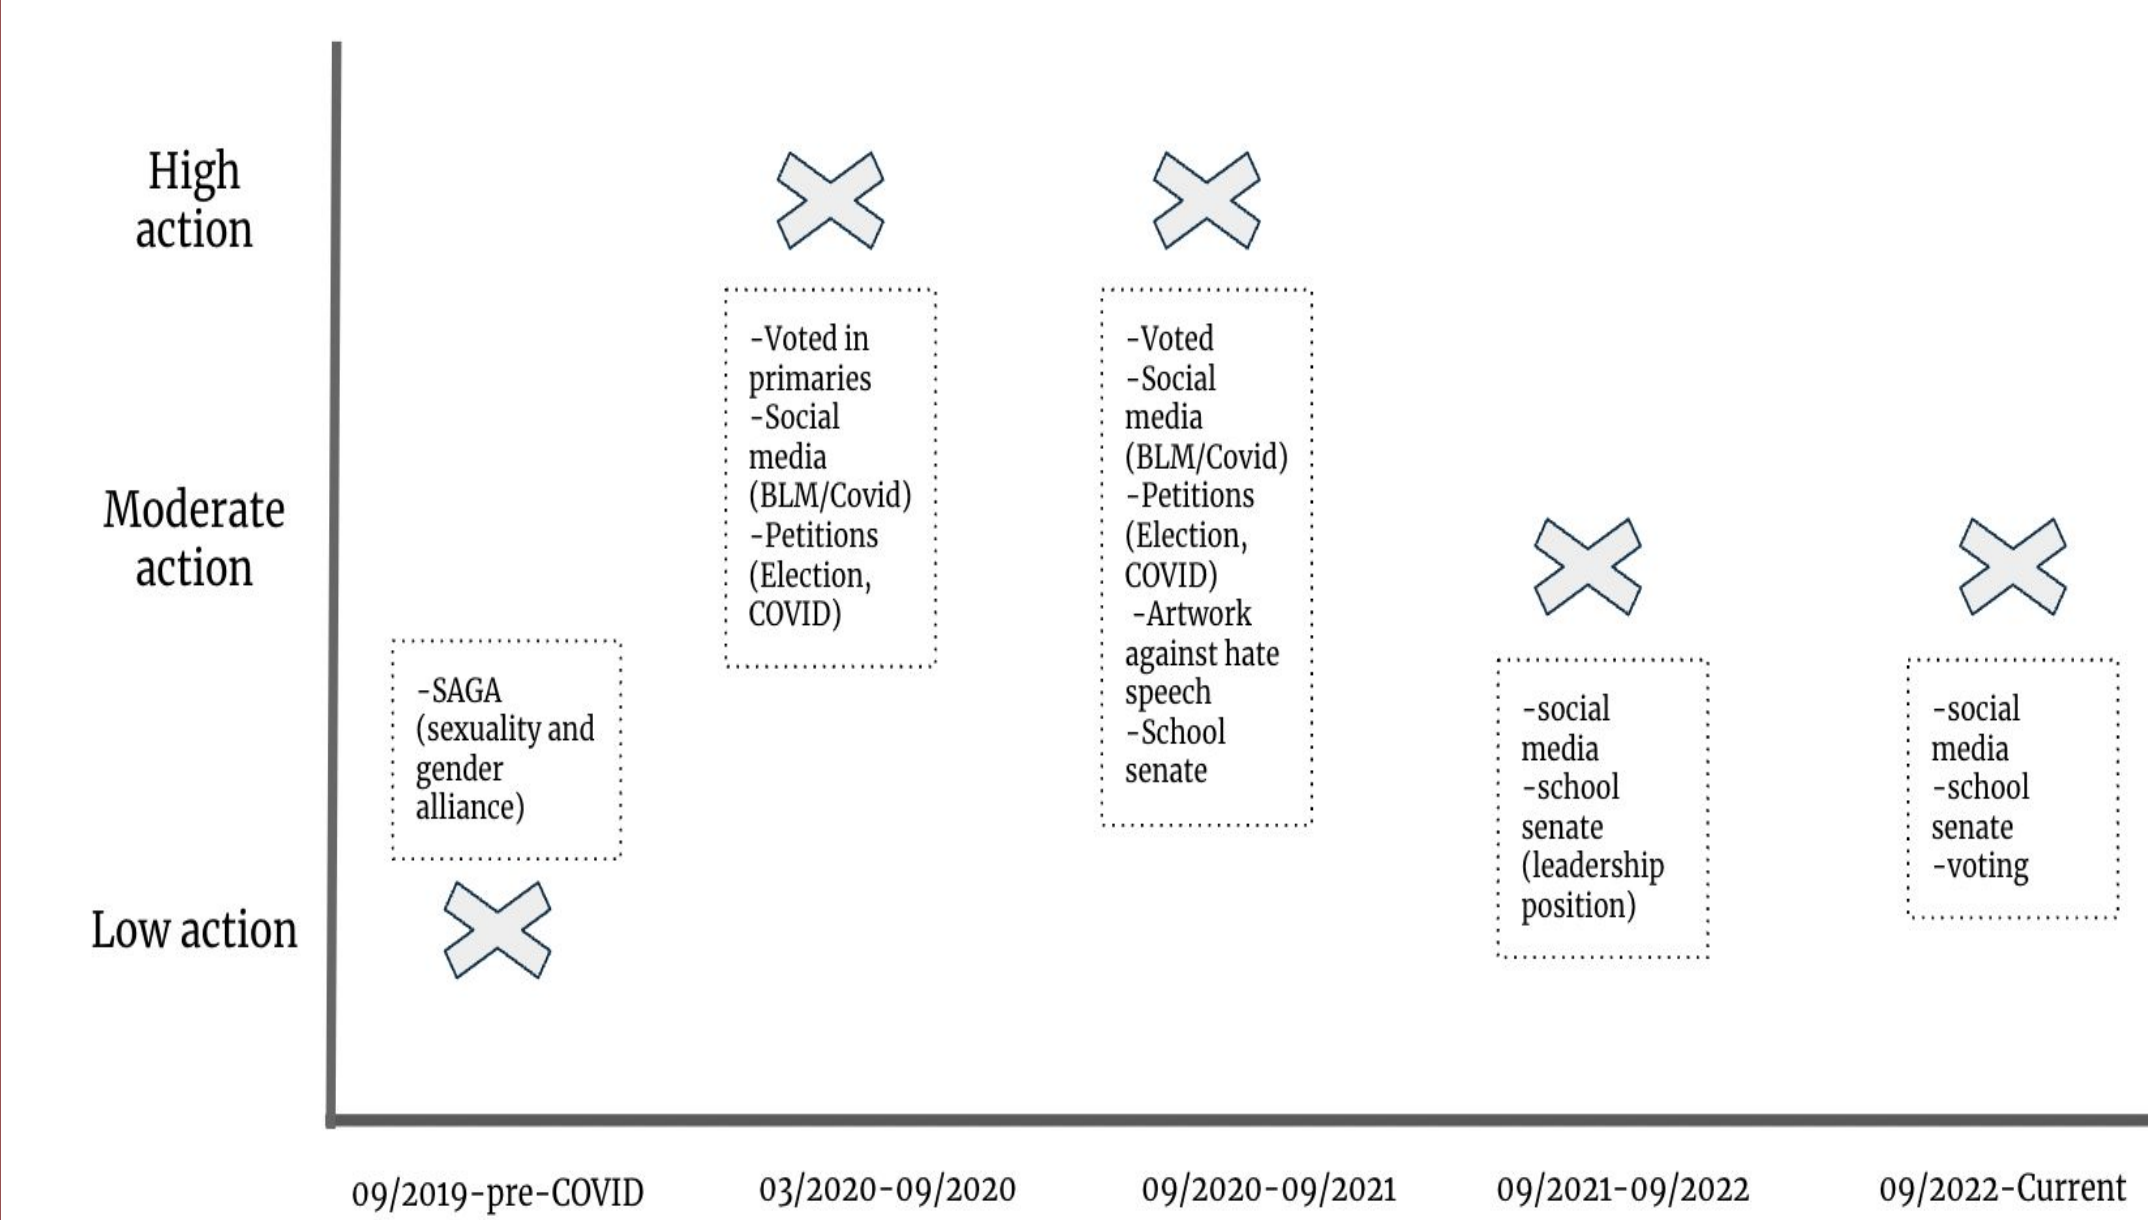 High
action
Moderate
action
Low action
-SAGA
(sexuality and
gender
alliance)
-Voted in
primaries
-Social
media
(BLM/Covid)
-Petitions
(Election,
COVID)
-Voted
-Social
media
(BLM/Covid)
-Petitions
(Election,
COVID)
-Artwork
against hate
speech
-School
senate
-social
media
-school
senate
(leadership
position)
-social
media
-school
senate
-voting
09/2019-pre-COVID
03/2020-09/2020
09/2020-09/2021
09/2021-09/2022
09/2022-Current